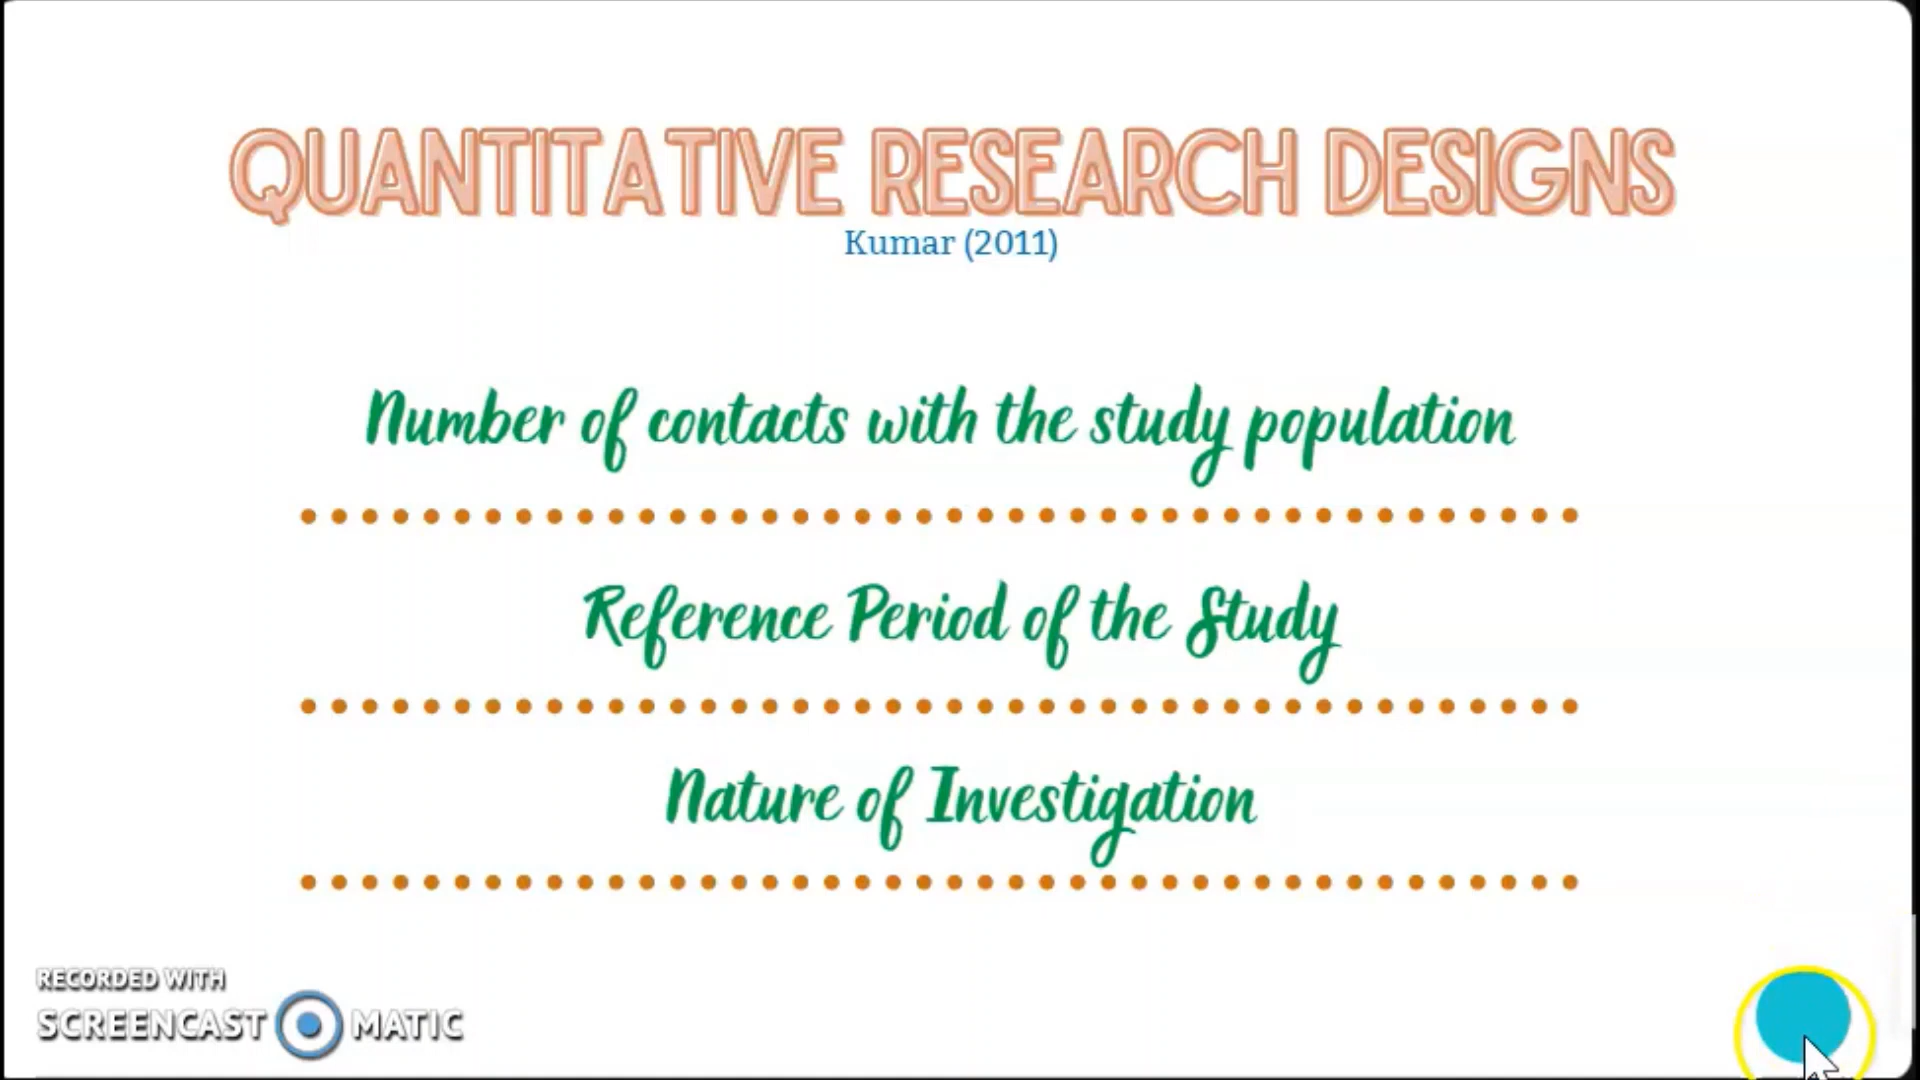 QUANTITATIVE RESEARCH DESIGNS
Kumar (2011)
Number of contacts with the study population
Reference Period of the Study
Nature of Investigation
RECORDED WITH
SCREENCAST MATIC